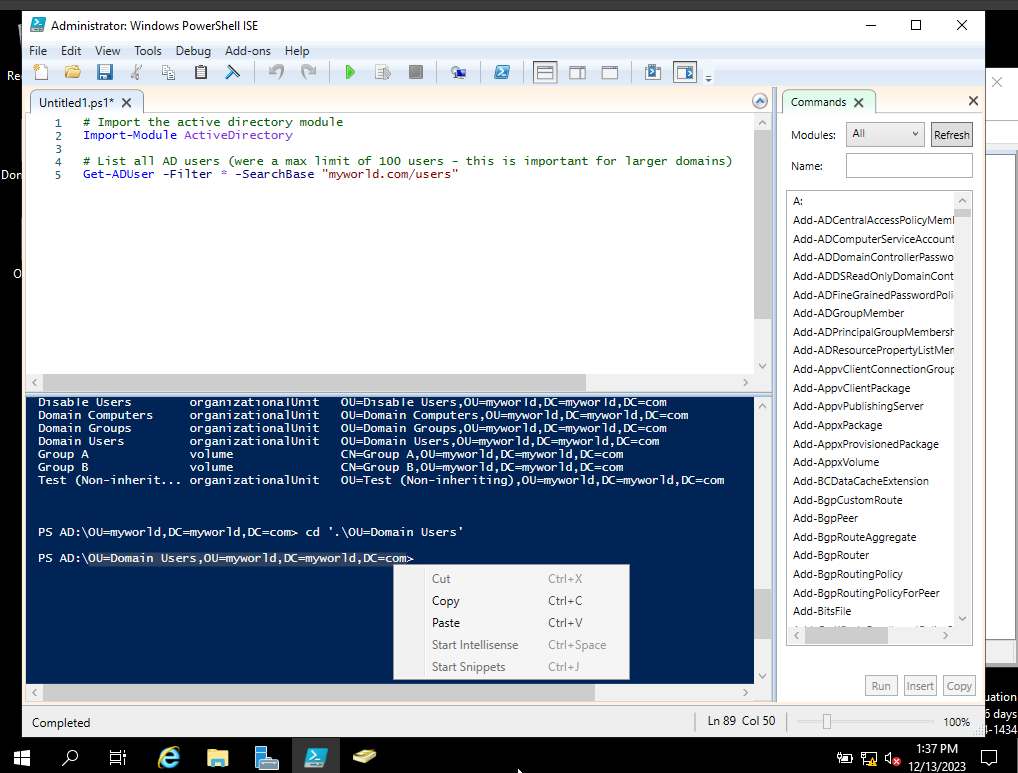 Administrator: Windows PowerShell ISE
File Edit View Tools Debug Add-ons Help
Untitled1.ps1*
1 # Import the active directory module
2 Import-Module ActiveDirectory
3
4 # List all AD users (were a max limit of 100 users - this is important for larger domains)
5 Get-ADUser -Filter * -SearchBase "myworld.com/users"
Disable Users organizationalUnit OU=Disable Users,OU=myworld,DC=myworld,DC=com
Domain Computers organizationalUnit OU=Domain Computers,OU=myworld,DC=myworld,DC=com
Domain Groups organizationalUnit OU=Domain Groups,OU=myworld,DC=myworld,DC=com
Domain Users organizationalUnit OU=Domain Users,OU=myworld,DC=myworld,DC=com
Group A volume CN=Group A,OU=myworld,DC=myworld,DC=com
Group B volume CN=Group B,OU=myworld,DC=myworld,DC=com
Test (Non-inherit... organizationalUnit OU=Test (Non-inheriting),OU=myworld,DC=myworld,DC=com
PS AD:\OU=myworld,DC=myworld,DC=com> cd '.\OU=Domain Users'
PS AD:\OU=Domain Users,OU=myworld,DC=myworld,DC=com>
Cut Ctrl+X
Copy Ctrl+C
Paste Ctrl+V
Start Intellisense Ctrl+Space
Start Snippets Ctrl+J
Commands
Modules: All Refresh
Name:
A:
Add-ADCentralAccessPolicyMem
Add-ADComputerServiceAccount
Add-ADDomainControllerPasswo
Add-ADDSReadOnlyDomainCont
Add-ADFineGrainedPasswordPoli
Add-ADGroupMember
Add-ADPrincipalGroupMembersh
Add-ADResourcePropertyListMem
Add-AppvClientConnectionGroup
Add-AppvClientPackage
Add-AppvPublishingServer
Add-AppxPackage
Add-AppxProvisionedPackage
Add-AppxVolume
Add-BCDataCacheExtension
Add-BgpCustomRoute
Add-BgpPeer
Add-BgpRouteAggregate
Add-BgpRouter
Add-BgpRoutingPolicy
Add-BgpRoutingPolicyForPeer
Add-BitsFile
Run Insert Copy
Completed
Ln 89 Col 50
100%
Re
Don
O
uation
6 days
4-1434
1:37 PM
12/13/2023